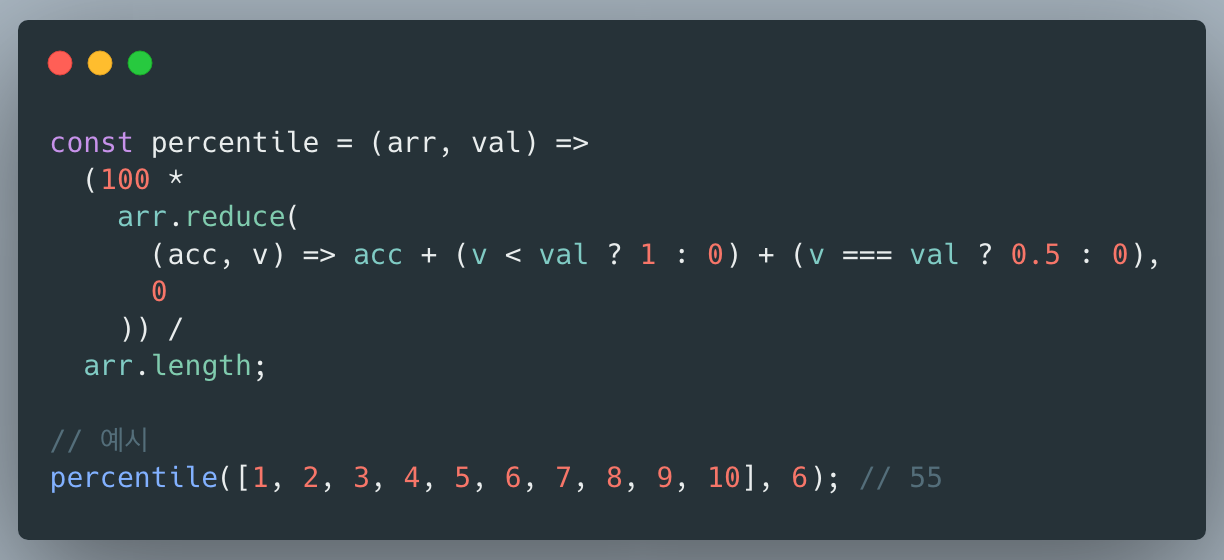 const percentile = (arr, val) =>
  (100 *
    arr.reduce(
      (acc, v) => acc + (v < val ? 1 : 0) + (v === val ? 0.5 : 0),
      0
    )) /
  arr.length;

// 예시
percentile([1, 2, 3, 4, 5, 6, 7, 8, 9, 10], 6); // 55